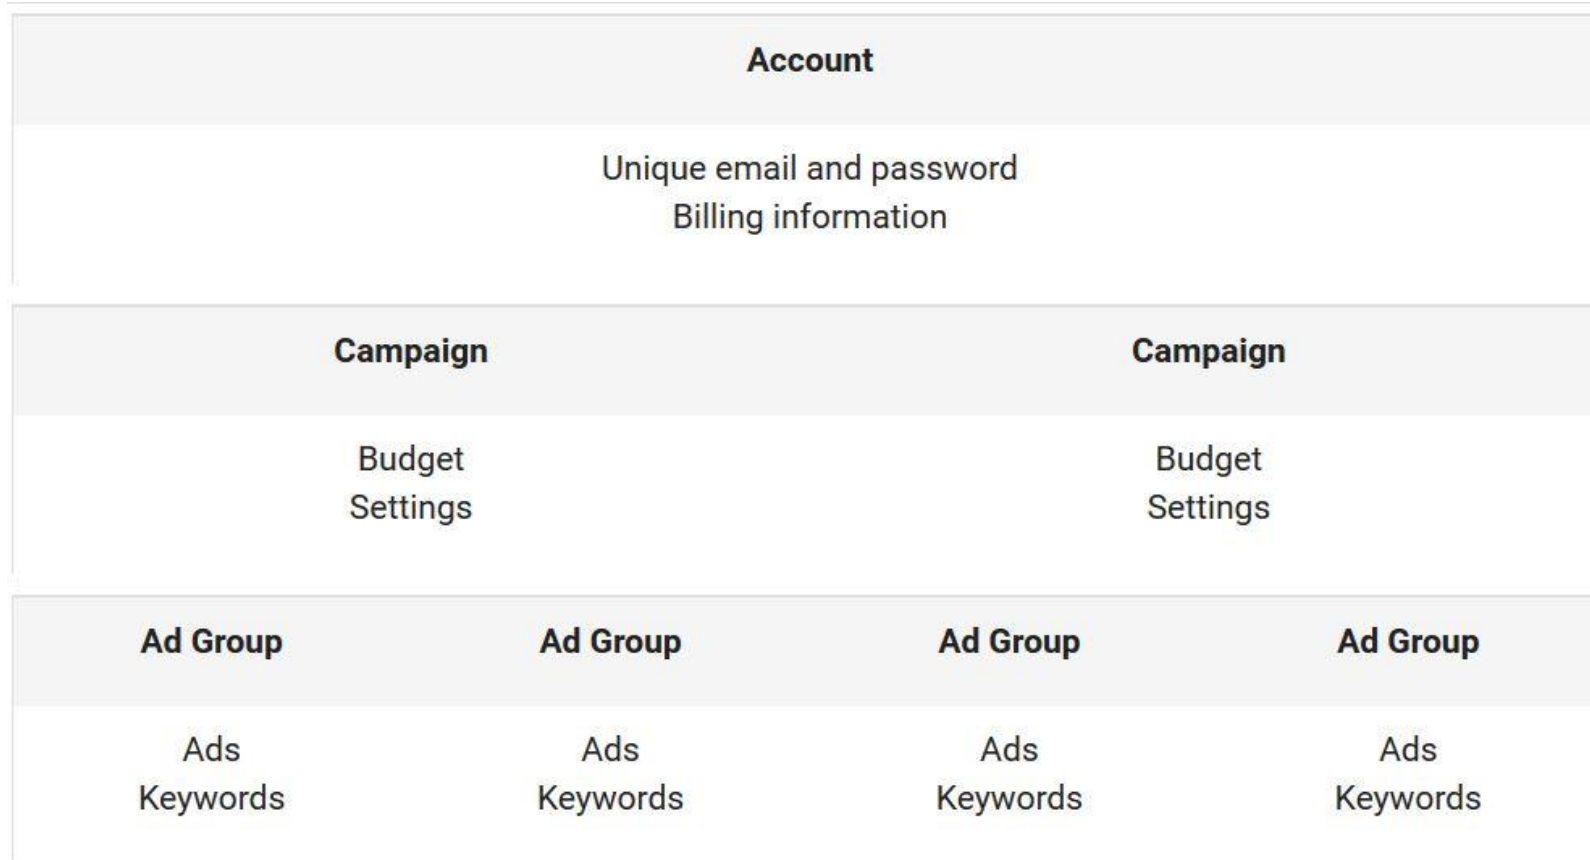 Account
Unique email and password
Billing information
Campaign Campaign
Budget Budget
Settings Settings
Ad Group Ad Group Ad Group Ad Group
Ads Ads Ads Ads
Keywords Keywords Keywords Keywords